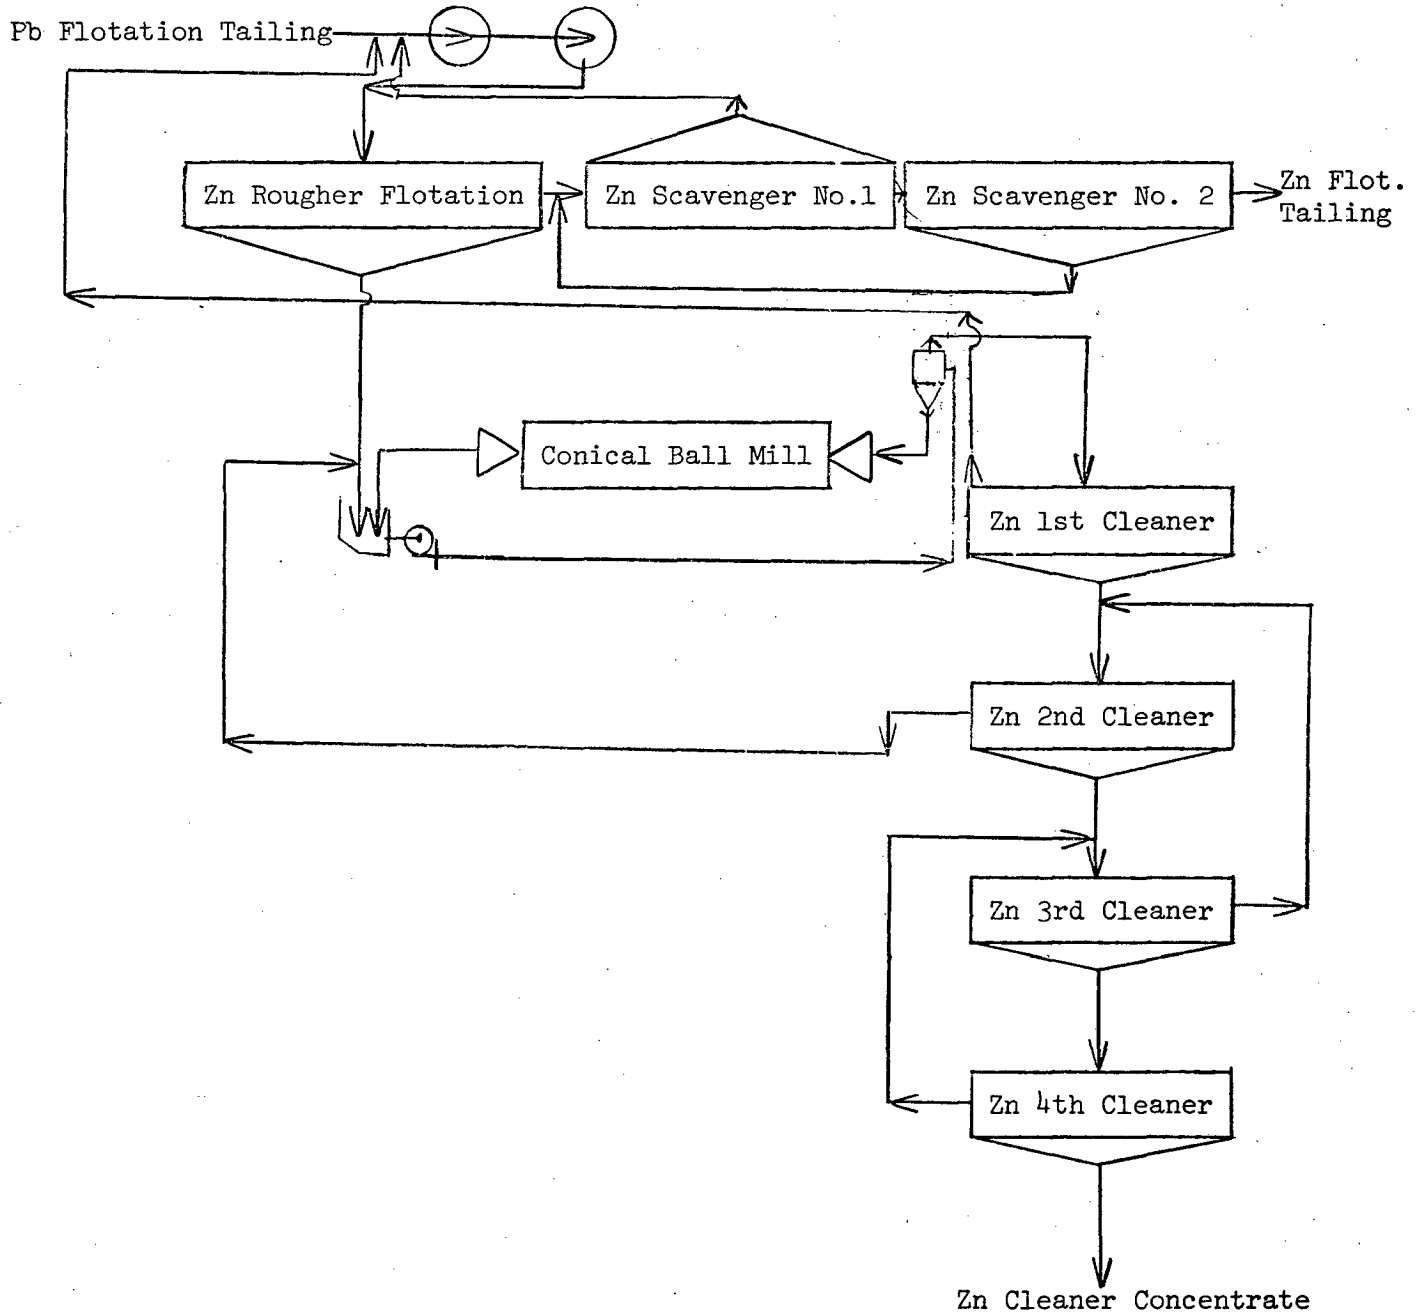 Pb Flotation Tailing
Zn Rougher Flotation
Zn Scavenger No.1
Zn Scavenger No. 2
Zn Flot.
Tailing
Conical Ball Mill
Zn 1st Cleaner
Zn 2nd Cleaner
Zn 3rd Cleaner
Zn 4th Cleaner
Zn Cleaner Concentrate